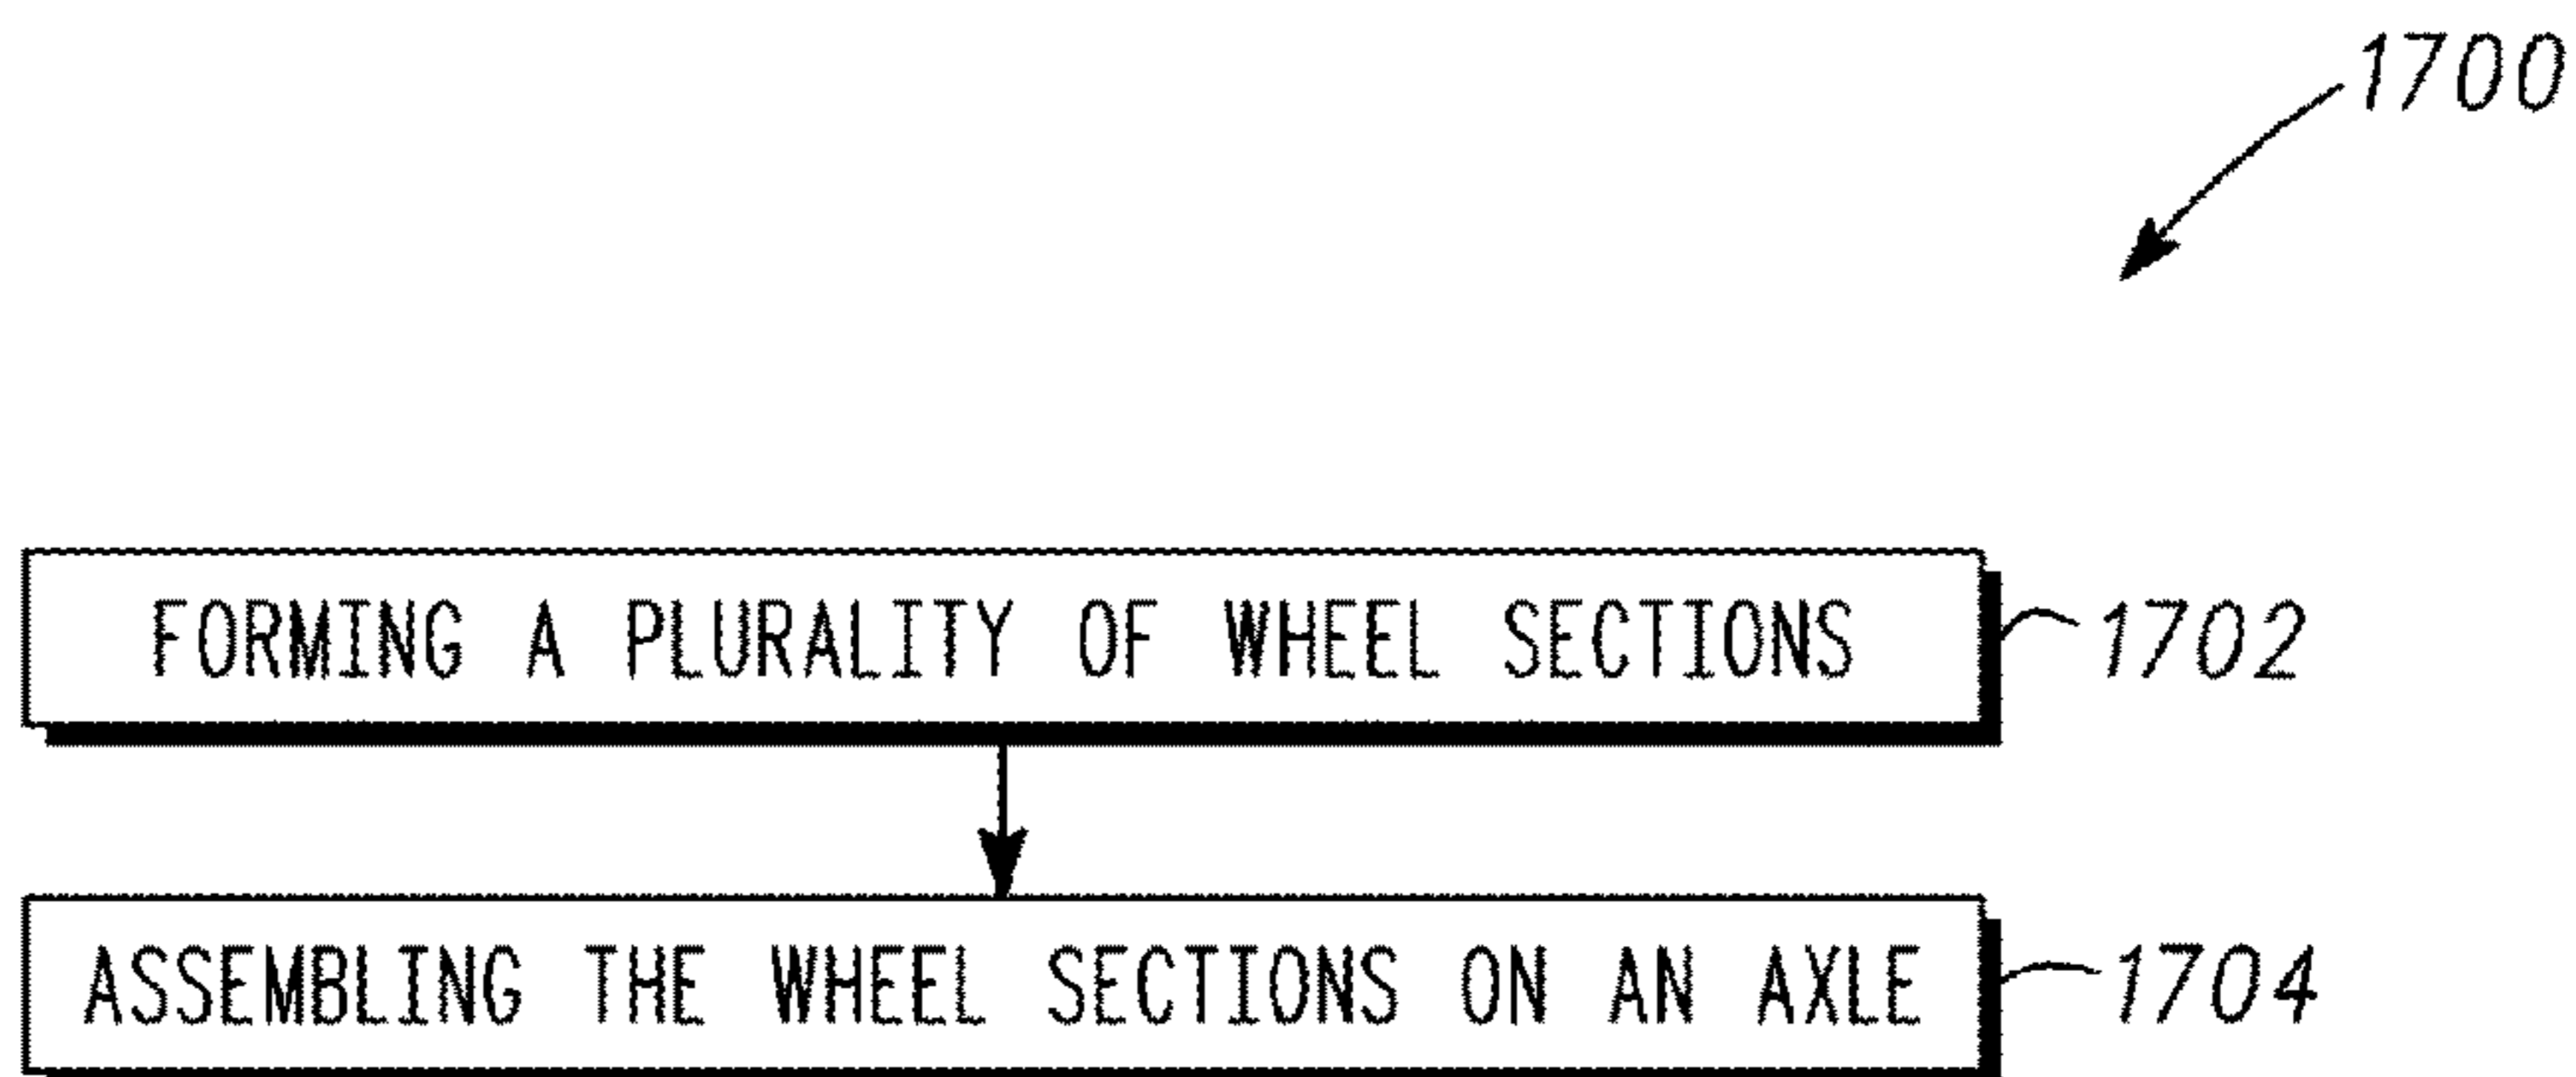 1700
FORMING A PLURALITY OF WHEEL SECTIONS
1702
ASSEMBLING THE WHEEL SECTIONS ON AN AXLE
1704